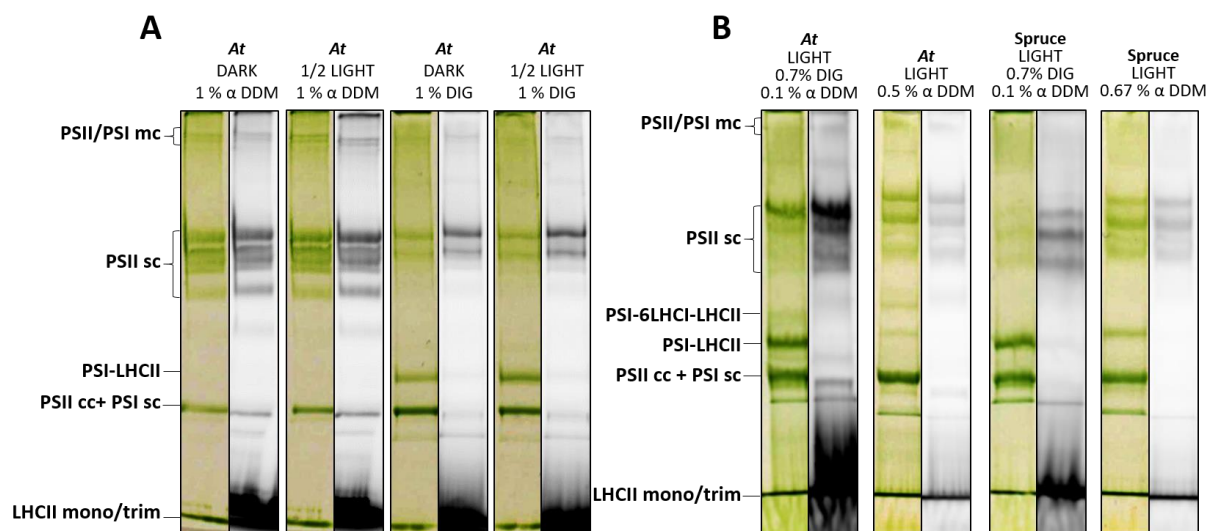 A
At
DARK
1 % α DDM
At
1/2 LIGHT
1 % α DDM
At
DARK
1 % DIG
At
1/2 LIGHT
1 % DIG
PSII/PSI mc
PSII sc
PSI-LHCII
PSII cc+ PSI sc
LHCII mono/trim
B
At
LIGHT
0.7% DIG
0.1 % α DDM
At
LIGHT
0.5% α DDM
Spruce
LIGHT
0.7% DIG
0.1% α DDM
Spruce
LIGHT
0.67 % α DDM
PSII/PSI mc
PSII sc
PSI-6LHCI-LHCII
PSI-LHCII
PSII cc + PSI sc
LHCII mono/trim